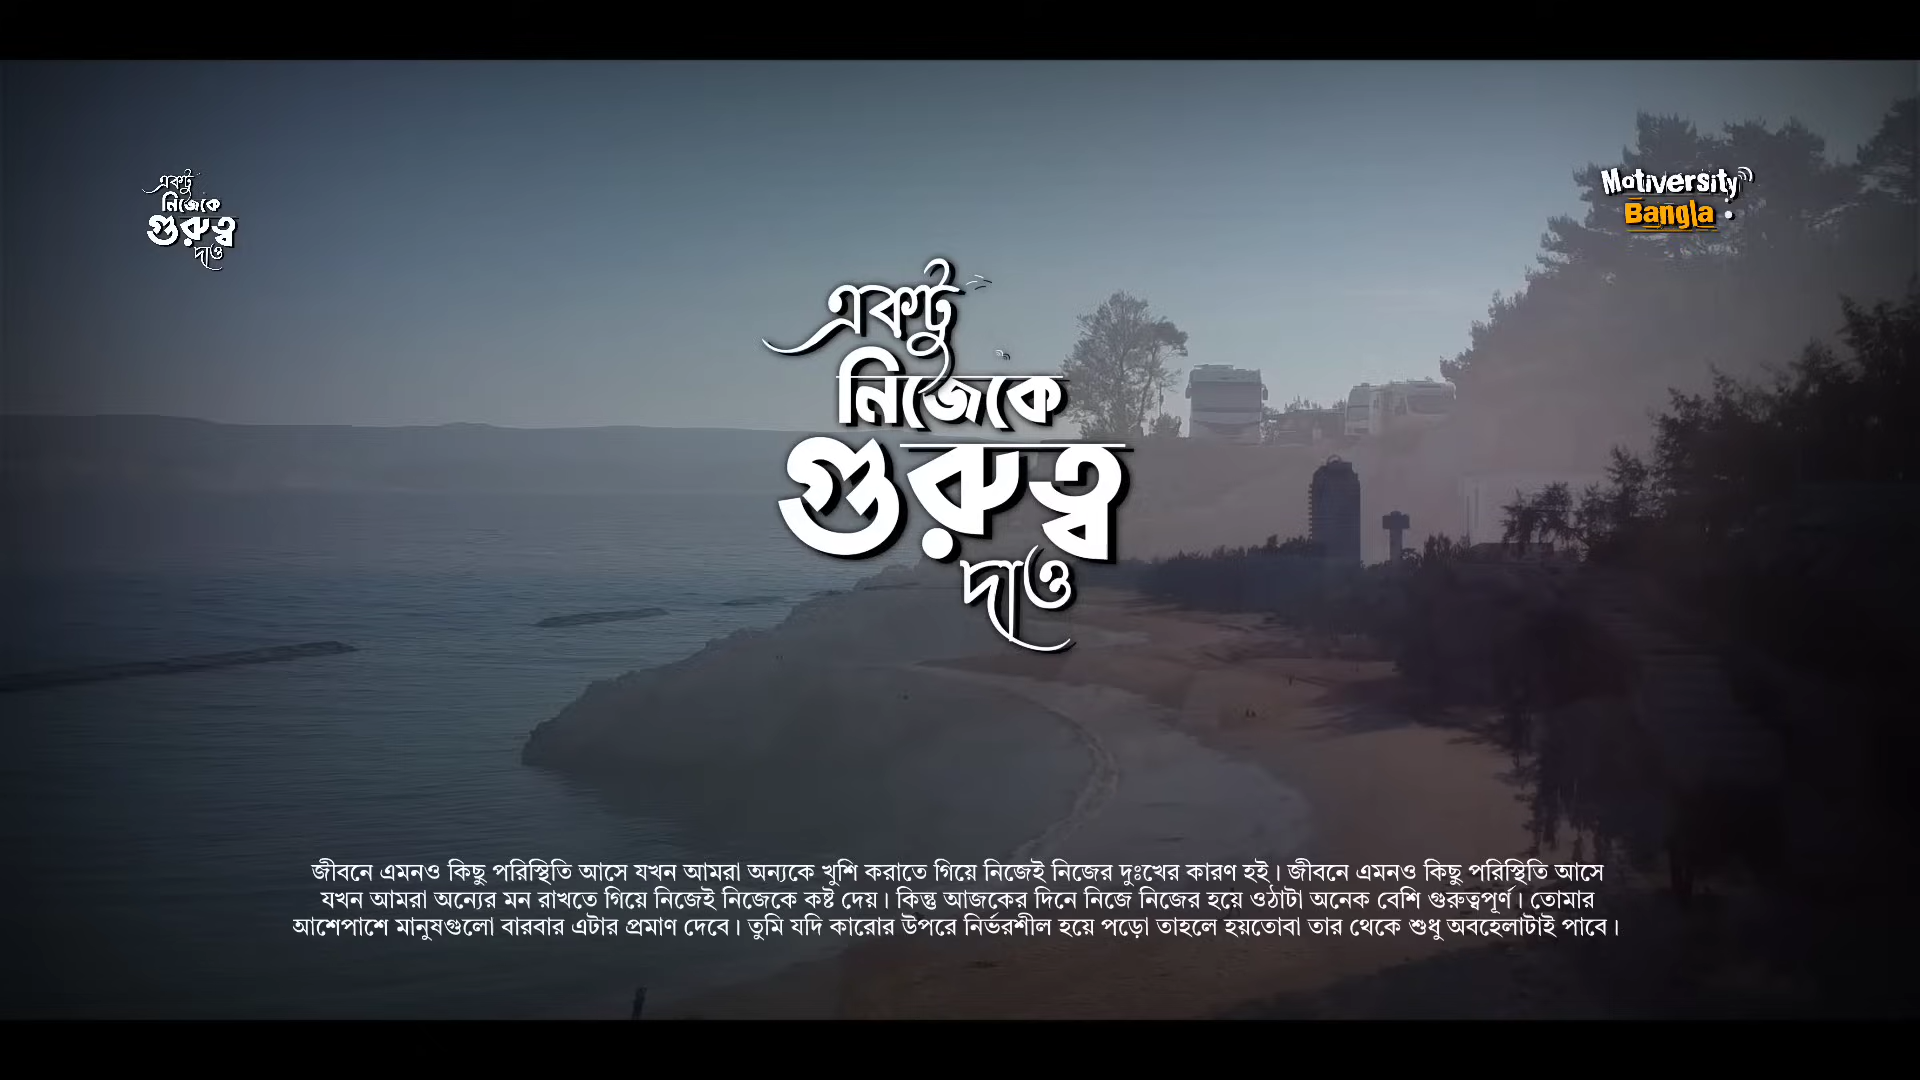 একটু
নিজেকে
গুরুত্ব
দাও
Motiversity
Bangla
একটু
নিজেকে
গুরুত্ব
দাও
জীবনে এমনও কিছু পরিস্থিতি আসে যখন আমরা অন্যকে খুশি করাতে গিয়ে নিজেই নিজের দুঃখের কারণ হই। জীবনে এমনও কিছু পরিস্থিতি আসে
যখন আমরা অন্যের মন রাখতে গিয়ে নিজেই নিজেকে কষ্ট দেয়। কিন্তু আজকের দিনে নিজে নিজের হয়ে ওঠাটা অনেক বেশি গুরুত্বপূর্ণ। তোমার
আশেপাশে মানুষগুলো বারবার এটার প্রমাণ দেবে। তুমি যদি কারোর উপরে নির্ভরশীল হয়ে পড়ো তাহলে হয়তোবা তার থেকে শুধু অবহেলাটাই পাবে।